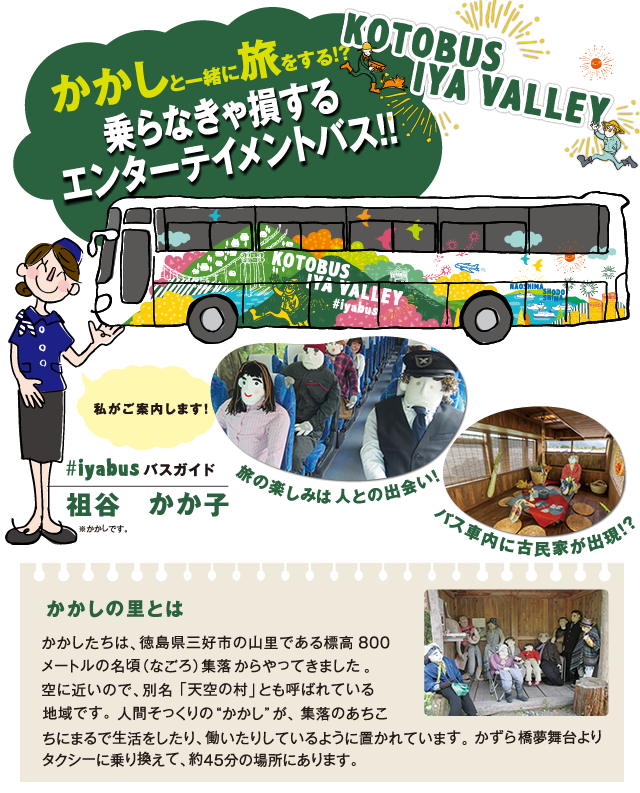 かかしと一緒に旅をする!?
乗らなきゃ損する
エンターテイメントバス!!
KOTOBUS
IYA VALLEY
KOTOBUS
IYA VALLEY
#iyabus
NAOSHIMA
SHODO
SHIMA
私がご案内します!
#iyabus バスガイド
祖谷 かか子
※かかしです。
旅の楽しみは人との出会い!
バス車内に古民家が出現!?
かかしの里とは
かかしたちは、徳島県三好市の山里である標高 800
メートルの名頃（なごろ）集落からやってきました。
空に近いので、別名「天空の村」とも呼ばれている
地域です。人間そっくりの“かかし”が、集落のあちこ
ちにまるで生活をしたり、働いたりしているように置かれています。かずら橋夢舞台より
タクシーに乗り換えて、約45分の場所にあります。